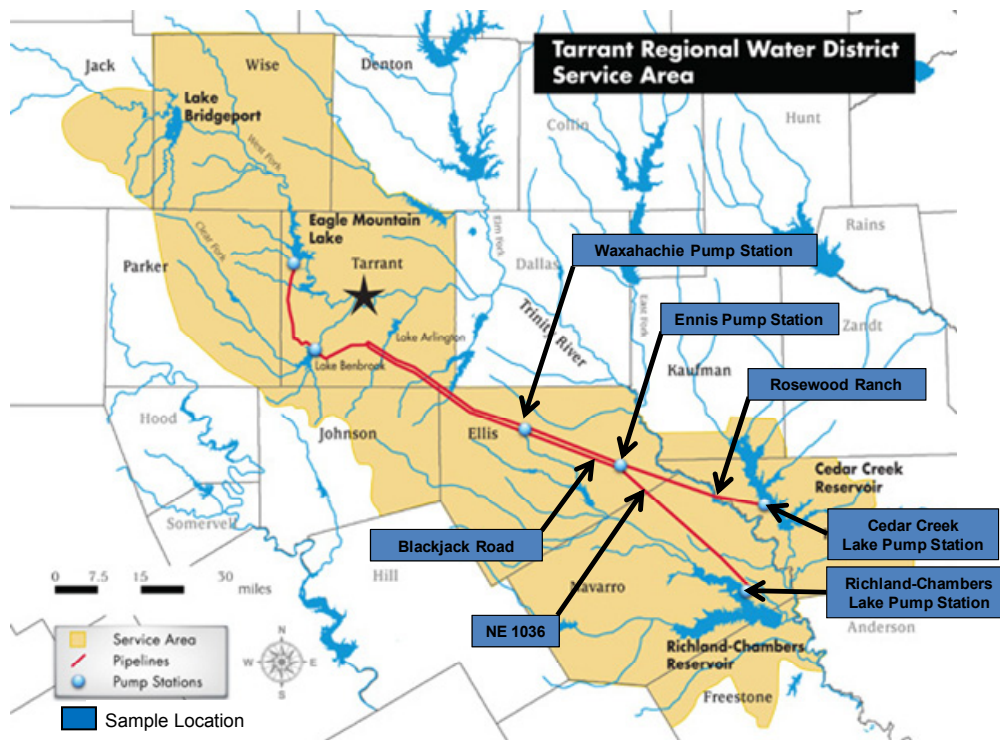 Tarrant Regional Water District
Service Area
Jack
Wise
Denton
Collin
Hunt
Lake
Bridgeport
West Fork
Eagle Mountain
Lake
Elm Fork
Rains
Clear Fork
Parker
Tarrant
Dallas
Waxahachie Pump Station
Trinity River
East Fork
Ennis Pump Station
Zandt
Lake Arlington
Lake Benbrook
Kaufman
Rosewood Ranch
Hood
Johnson
Ellis
Cedar Creek
Reservoir
Somervell
Blackjack Road
Cedar Creek
Lake Pump Station
0 7.5 15 30
miles
Hill
Navarro
Richland-Chambers
Lake Pump Station
NE 1036
Anderson
Richland-Chambers
Reservoir
Freestone
Service Area
Pipelines
Pump Stations
N
W E
S
Sample Location